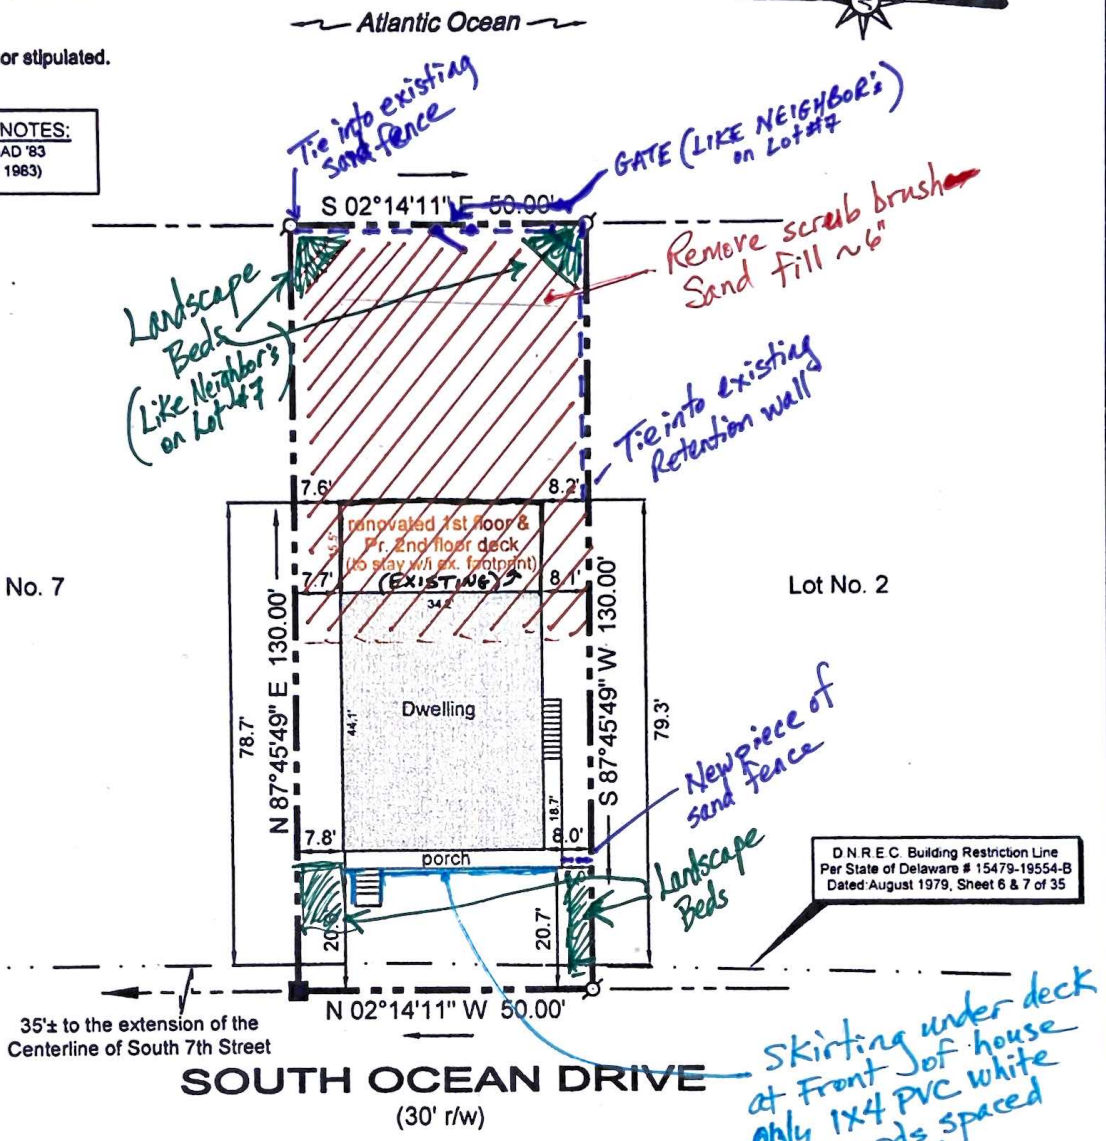 Atlantic Ocean
S
or stipulated.
NOTES:
AD '83
1983)
Tie into existing
sand fence
GATE (LIKE NEIGHBOR's)
on Lot #7
S 02°14'11" E 50.00'
Remove scrub brush
Sand fill ~6"
Landscape
Beds
(Like Neighbor's
on Lot #7)
Tie into existing
Retention wall
7.6'
8.2'
renovated 1st floor &
Pr. 2nd floor deck
(to stay w/i ex. footprint)
(EXISTING)
15.5'
7.7'
8.1'
34.2'
No. 7
Lot No. 2
N 87°45'49" E 130.00'
S 87°45'49" W 130.00'
78.7'
79.3'
Dwelling
44.1'
18.7'
New piece of
sand fence
7.8'
8.0'
porch
Landscape
Beds
D.N.R.E.C. Building Restriction Line
Per State of Delaware # 15479-19554-B
Dated: August 1979, Sheet 6 & 7 of 35
20.
20.7'
N 02°14'11" W 50.00'
35'± to the extension of the
Centerline of South 7th Street
SOUTH OCEAN DRIVE
(30' r/w)
Skirting under deck
at Front of house
only 1x4 PVC white
spaced